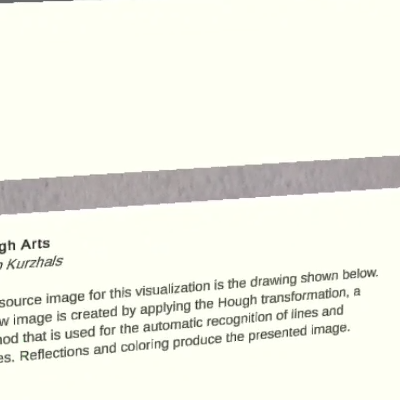 gh Arts
Kurzhals
source image for this visualization is the drawing shown below.
w image is created by applying the Hough transformation, a
hod that is used for the automatic recognition of lines and
es. Reflections and coloring produce the presented image.